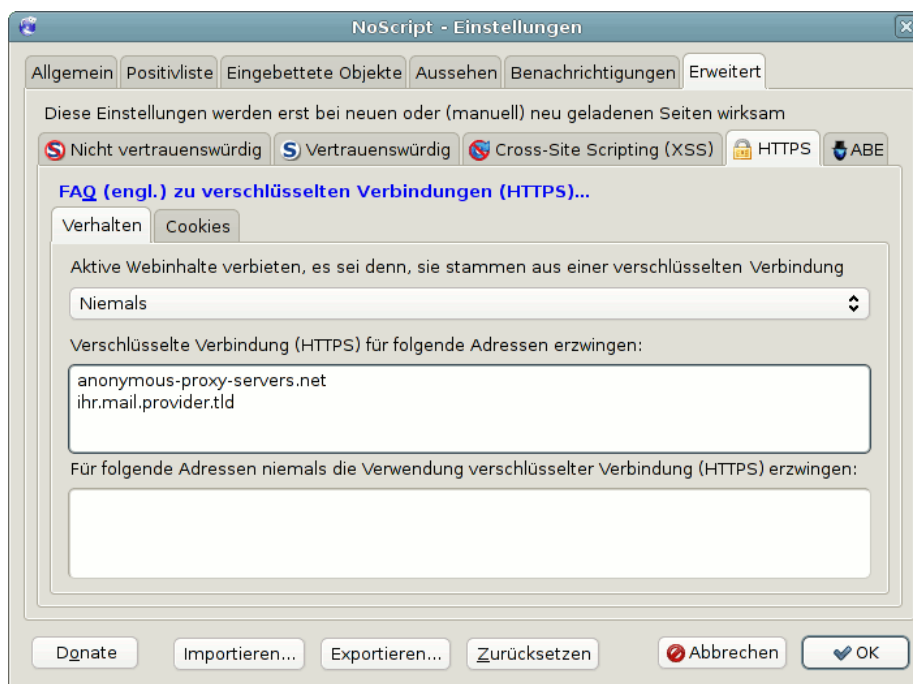 NoScript - Einstellungen
Allgemein Positivliste Eingebettete Objekte Aussehen Benachrichtigungen Erweitert
Diese Einstellungen werden erst bei neuen oder (manuell) neu geladenen Seiten wirksam
Nicht vertrauenswürdig Vertrauenswürdig Cross-Site Scripting (XSS) HTTPS ABE
FAQ (engl.) zu verschlüsselten Verbindungen (HTTPS)...
Verhalten Cookies
Aktive Webinhalte verbieten, es sei denn, sie stammen aus einer verschlüsselten Verbindung
Niemals
Verschlüsselte Verbindung (HTTPS) für folgende Adressen erzwingen:
anonymous-proxy-servers.net
ihr.mail.provider.tld
Für folgende Adressen niemals die Verwendung verschlüsselter Verbindung (HTTPS) erzwingen:
Donate Importieren... Exportieren... Zurücksetzen Abbrechen OK